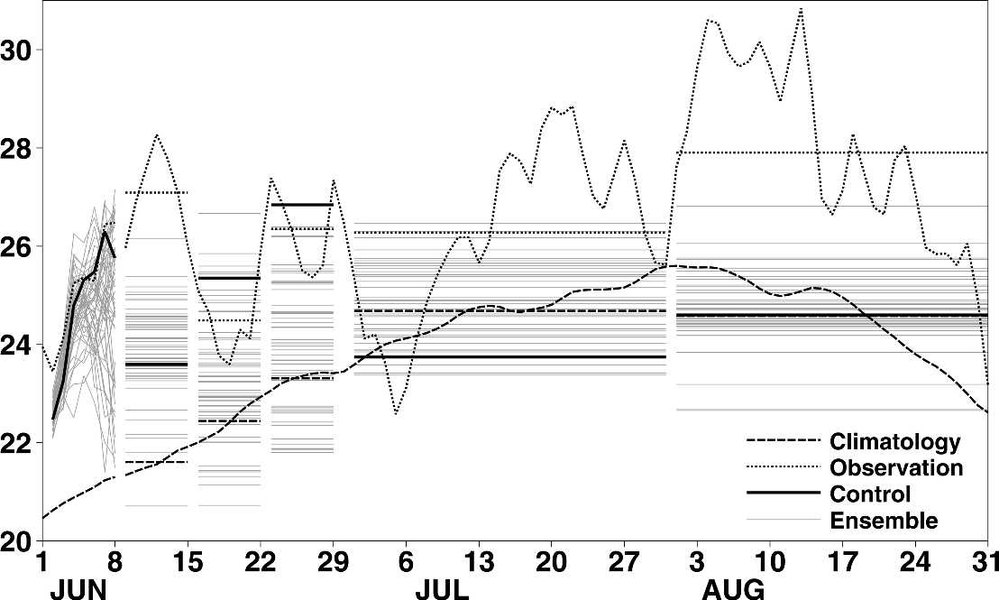 30
28
26
24
22
20
Climatology
Observation
Control
Ensemble
1 8 15 22 29 6 13 20 27 3 10 17 24 31
JUN JUL AUG